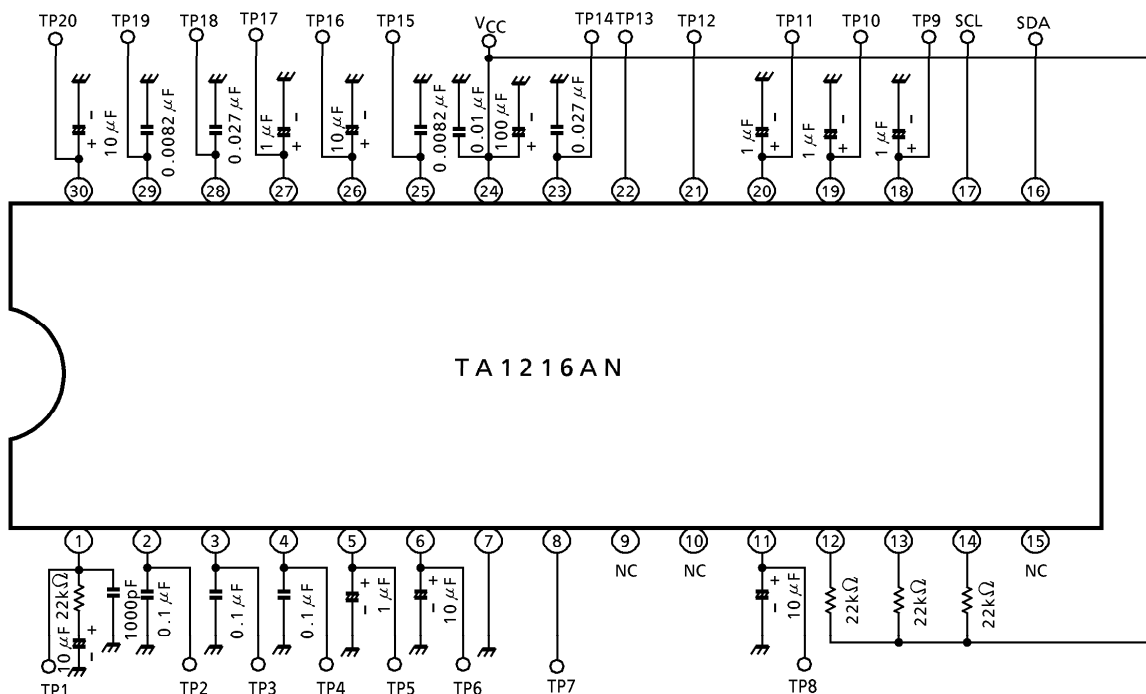 TP20 TP19 TP18 TP17 TP16 TP15 VCC TP14 TP13 TP12 TP11 TP10 TP9 SCL SDA
10 μF 0.0082 μF 0.027 μF 1 μF 10 μF 0.0082 μF 0.01 μF 100 μF 0.027 μF 1 μF 1 μF 1 μF
- - - - - - - -
+ + + + + + + +
30 29 28 27 26 25 24 23 22 21 20 19 18 17 16
TA1216AN
1 2 3 4 5 6 7 8 9 10 11 12 13 14 15
NC NC NC
22kΩ 10 μF 1000pF 0.1 μF 0.1 μF 0.1 μF 1 μF 10 μF 10 μF 22kΩ 22kΩ 22kΩ
+ + + +
- - - -
TP1 TP2 TP3 TP4 TP5 TP6 TP7 TP8